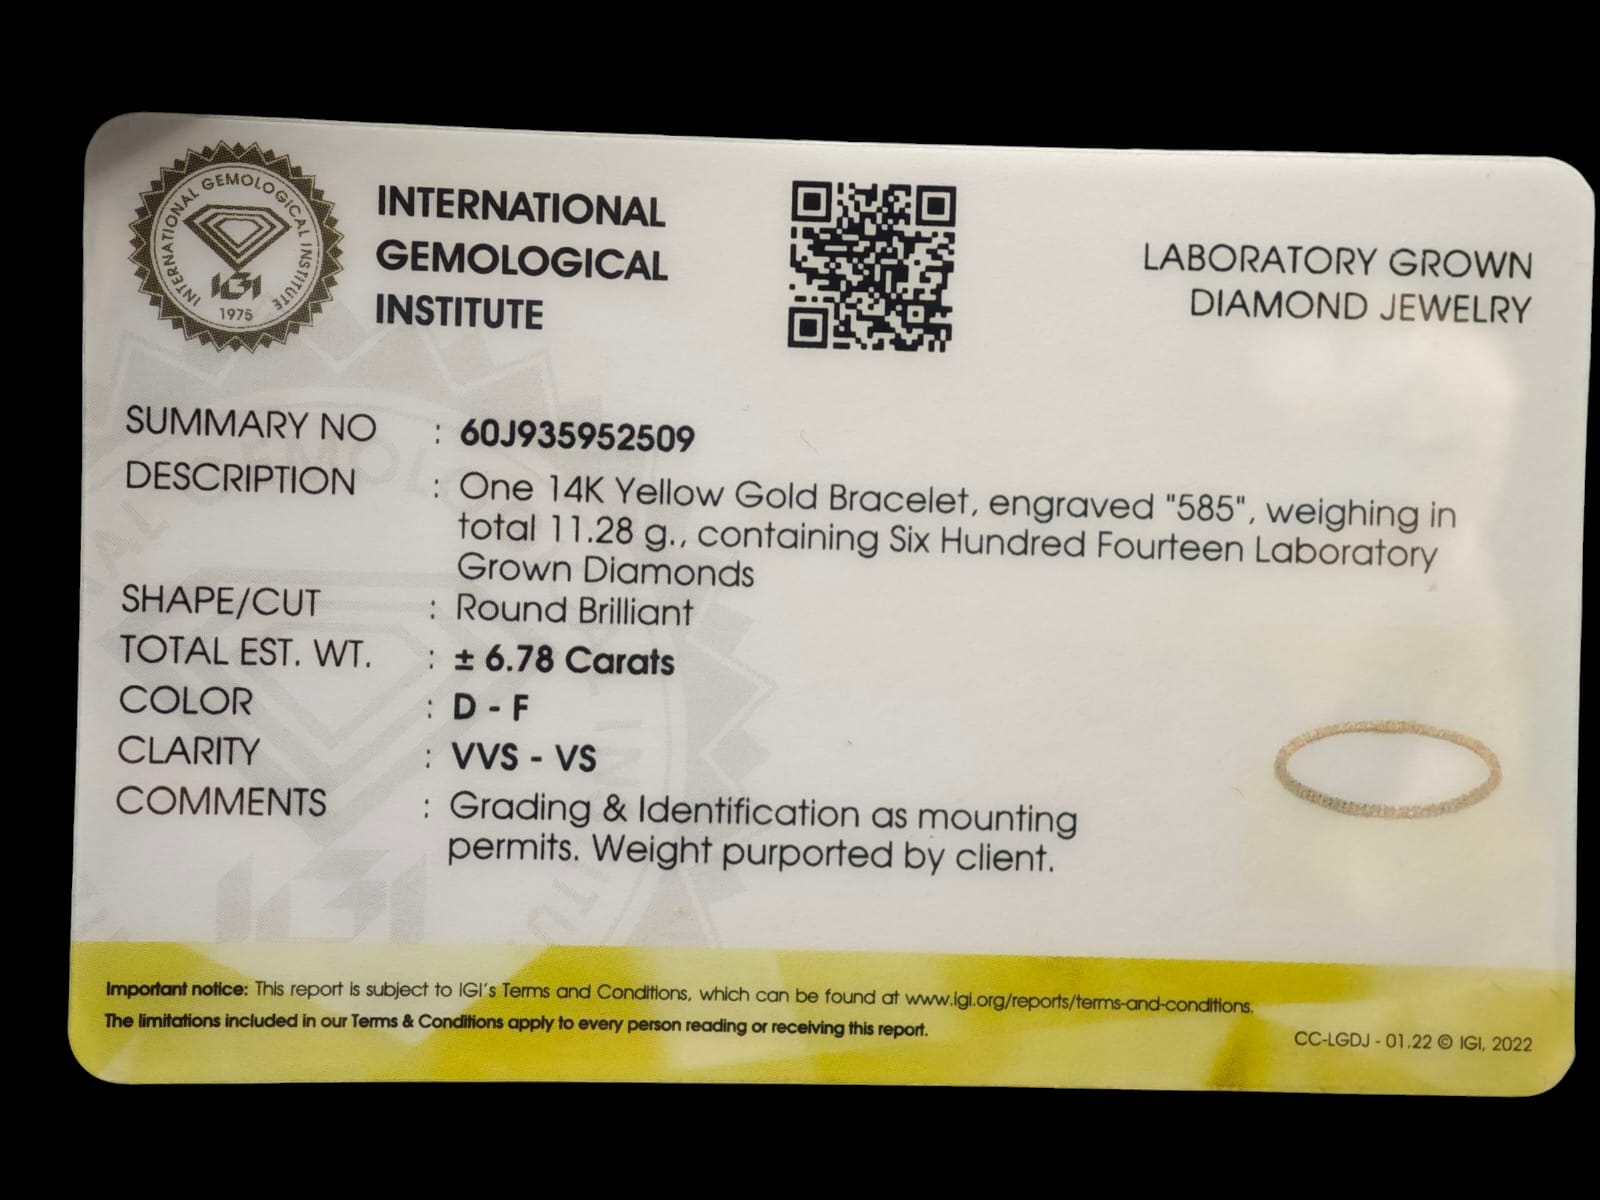 INTERNATIONAL GEMOLOGICAL INSTITUTE
IGI
1975
INTERNATIONAL
GEMOLOGICAL
INSTITUTE
LABORATORY GROWN
DIAMOND JEWELRY
SUMMARY NO : 60J935952509
DESCRIPTION : One 14K Yellow Gold Bracelet, engraved "585", weighing in
total 11.28 g., containing Six Hundred Fourteen Laboratory
Grown Diamonds
SHAPE/CUT : Round Brilliant
TOTAL EST. WT. : ± 6.78 Carats
COLOR : D - F
CLARITY : VVS - VS
COMMENTS : Grading & Identification as mounting
permits. Weight purported by client.
Important notice: This report is subject to IGI's Terms and Conditions, which can be found at www.igi.org/reports/terms-and-conditions.
The limitations included in our Terms & Conditions apply to every person reading or receiving this report.
CC-LGDJ - 01.22 © IGI, 2022